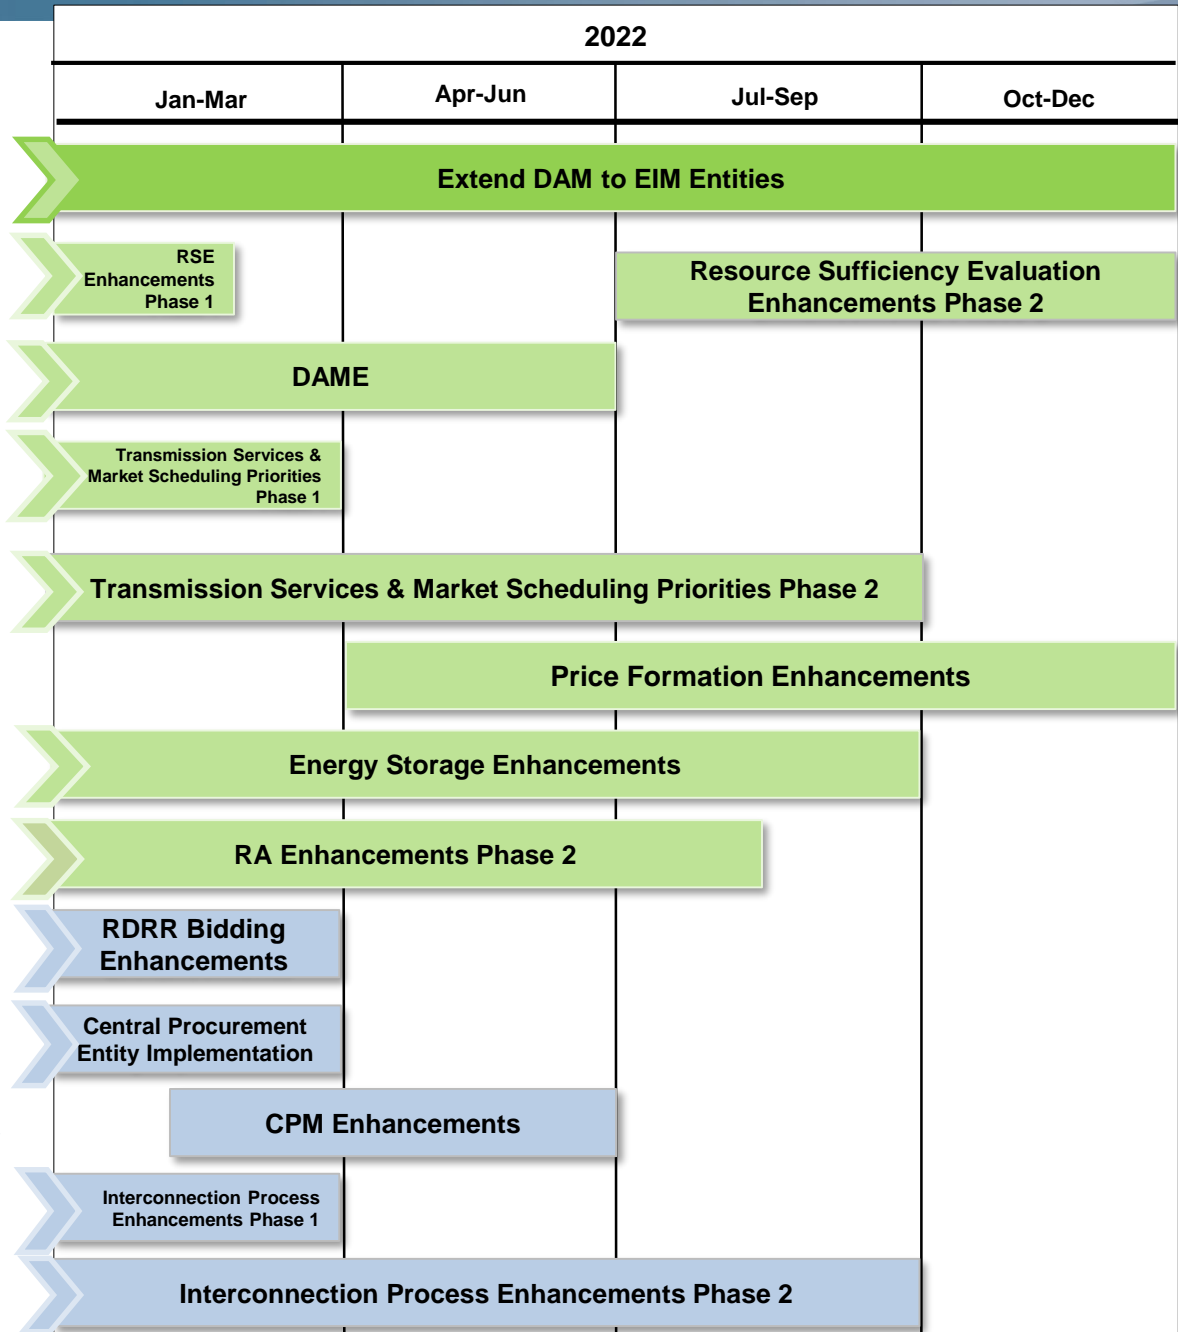 2022
Jan-Mar
Apr-Jun
Jul-Sep
Oct-Dec
Extend DAM to EIM Entities
RSE
Enhancements
Phase 1
Resource Sufficiency Evaluation
Enhancements Phase 2
DAME
Transmission Services &
Market Scheduling Priorities
Phase 1
Transmission Services & Market Scheduling Priorities Phase 2
Price Formation Enhancements
Energy Storage Enhancements
RA Enhancements Phase 2
RDRR Bidding
Enhancements
Central Procurement
Entity Implementation
CPM Enhancements
Interconnection Process
Enhancements Phase 1
Interconnection Process Enhancements Phase 2